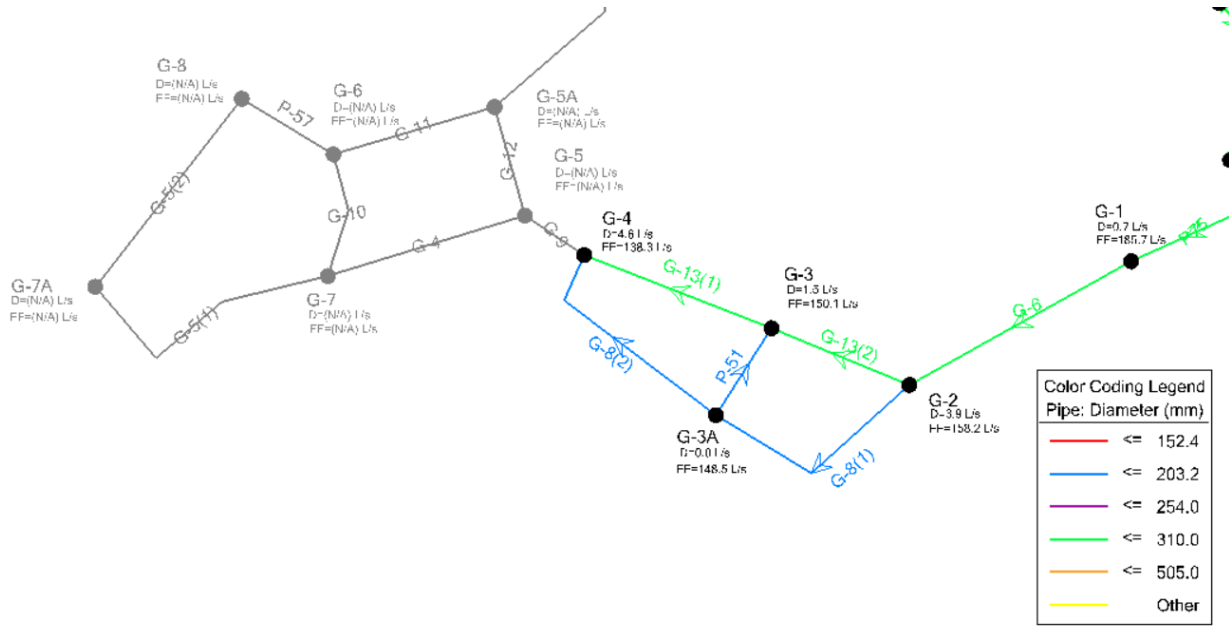 G-8
D=(N/A) L/s
FF=(N/A) L/s
P-57
G-6
D=(N/A) L/s
FF=(N/A) L/s
G-11
G-5A
D=(N/A) L/s
FF=(N/A) L/s
G-12
G-5
D=(N/A) L/s
FF=(N/A) L/s
G-5(2)
G-10
G-4
G-9
G-4
D=4.6 L/s
FF=138.3 L/s
G-1
D=0.7 L/s
FF=185.7 L/s
G-7A
D=(N/A) L/s
FF=(N/A) L/s
G-5(1)
G-7
D=(N/A) L/s
FF=(N/A) L/s
G-13(1)
G-3
FF=150.1 L/s
G-6
G-8(2)
P-51
G-13(2)
G-2
D=3.9 L/s
FF=158.2 L/s
G-3A
D=0.0 L/s
FF=148.5 L/s
G-8(1)
Color Coding Legend
Pipe: Diameter (mm)
<= 152.4
<= 203.2
<= 254.0
<= 310.0
<= 505.0
Other